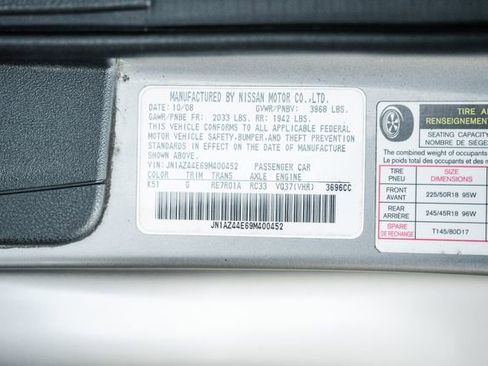 MANUFACTURED BY NISSAN MOTOR CO.,LTD.
DATE: 10/08 GVWR/PNBV: 3968 LBS.
GAWR/PNBE FR: 2033 LBS. RR: 1942 LBS.
THIS VEHICLE CONFORMS TO ALL APPLICABLE FEDERAL
MOTOR VEHICLE SAFETY,BUMPER,AND THEFT PREVENTION
STANDARDS IN EFFECT ON THE DATE OF MANUFACTURE
SHOWN ABOVE.
VIN: JN1AZ44E69M400452 PASSENGER CAR
COLOR TRIM TRANS AXLE ENGINE
K51 G RE7R01A RC33 VQ37(VHR) 3696CC
JN1AZ44E69M400452
TIRE A
RENSEIGNEMENT
SEATING CAPACITY
NOMBRE DE
The combined weight of occupants
Le poids total des occupants et
TIRE PNEU SIZE DIMENSIONS
FRONT AVANT 225/50R18 95W
REAR ARRIÈRE 245/45R18 96W
SPARE DE RECHANGE T145/80D17